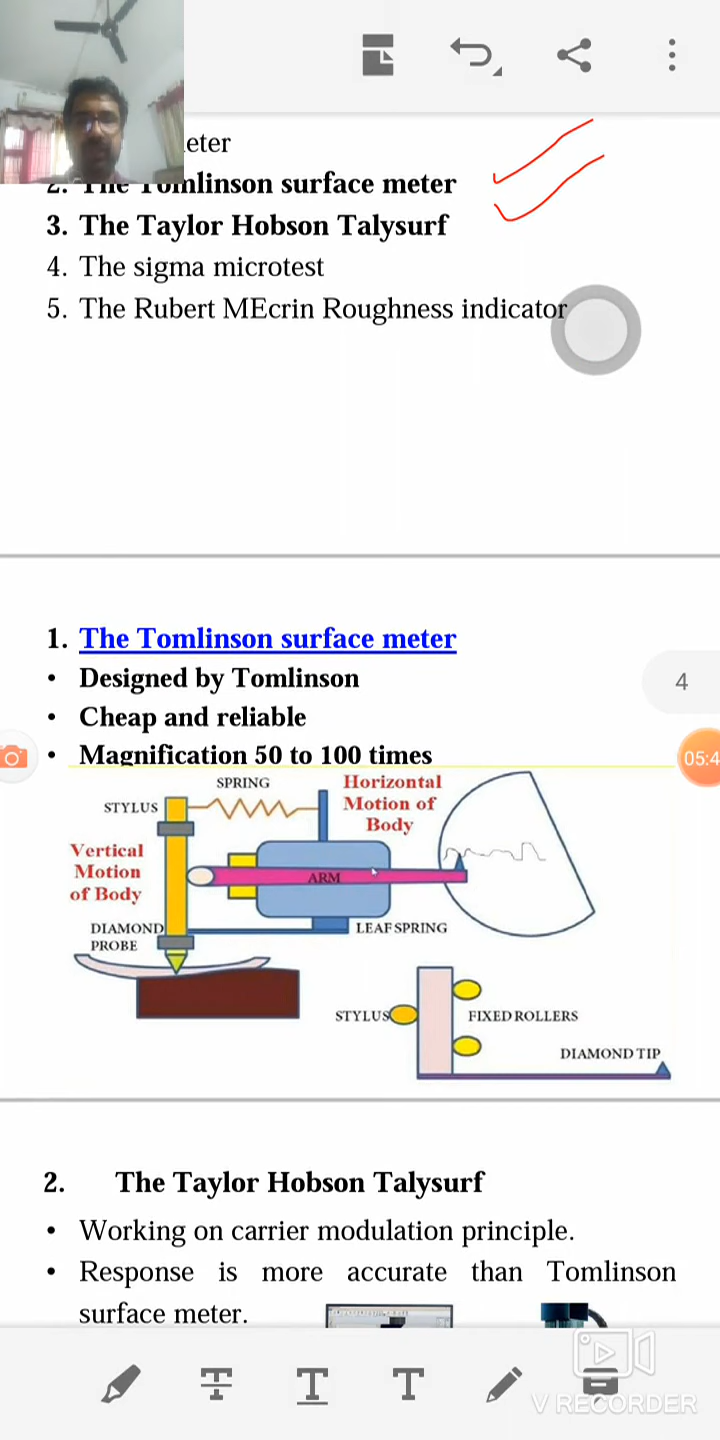 eter
2. The Tomlinson surface meter
3. The Taylor Hobson Talysurf
4. The sigma microtest
5. The Rubert MEcrin Roughness indicator
1. The Tomlinson surface meter
4
• Designed by Tomlinson
• Cheap and reliable
05:4
• Magnification 50 to 100 times
SPRING
Horizontal
Motion of
Body
STYLUS
Vertical
Motion
of Body
ARM
DIAMOND
PROBE
LEAF SPRING
STYLUS
FIXED ROLLERS
DIAMOND TIP
2. The Taylor Hobson Talysurf
• Working on carrier modulation principle.
• Response is more accurate than Tomlinson
surface meter.
V RECORDER